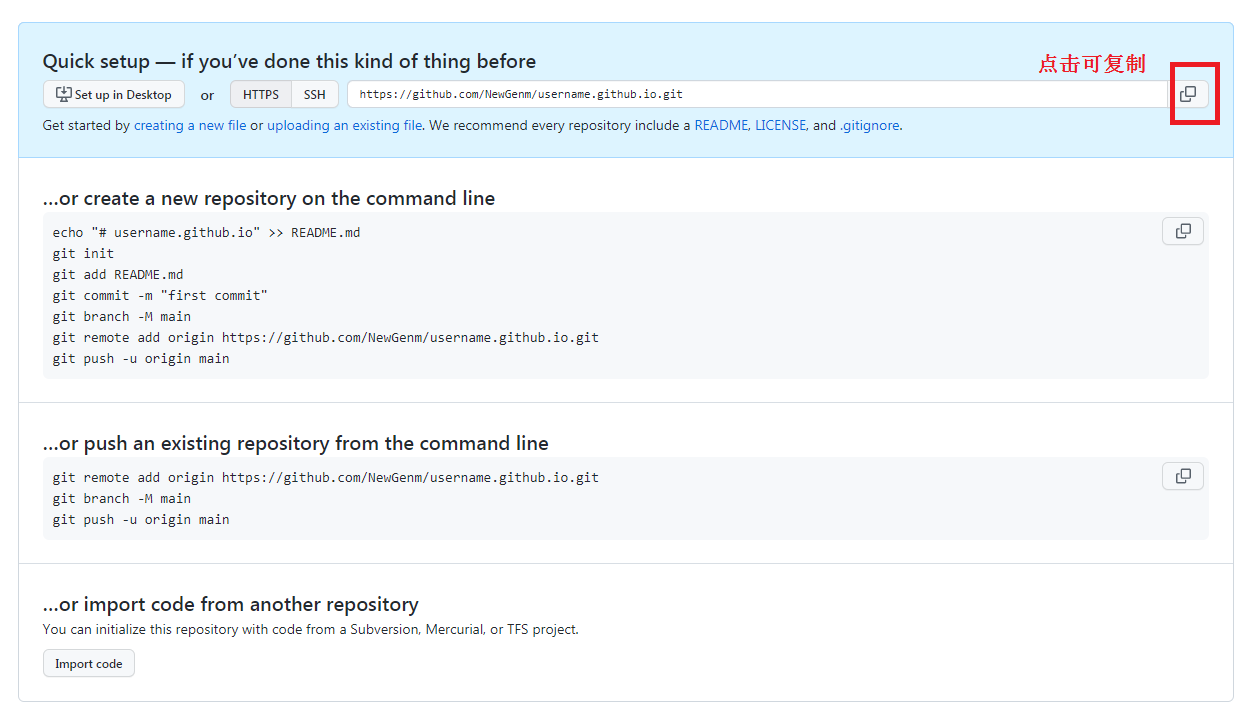 Quick setup — if you’ve done this kind of thing before
点击可复制
Set up in Desktop or HTTPS SSH https://github.com/NewGenm/username.github.io.git
Get started by creating a new file or uploading an existing file. We recommend every repository include a README, LICENSE, and .gitignore.
…or create a new repository on the command line
echo "# username.github.io" >> README.md
git init
git add README.md
git commit -m "first commit"
git branch -M main
git remote add origin https://github.com/NewGenm/username.github.io.git
git push -u origin main
…or push an existing repository from the command line
git remote add origin https://github.com/NewGenm/username.github.io.git
git branch -M main
git push -u origin main
…or import code from another repository
You can initialize this repository with code from a Subversion, Mercurial, or TFS project.
Import code